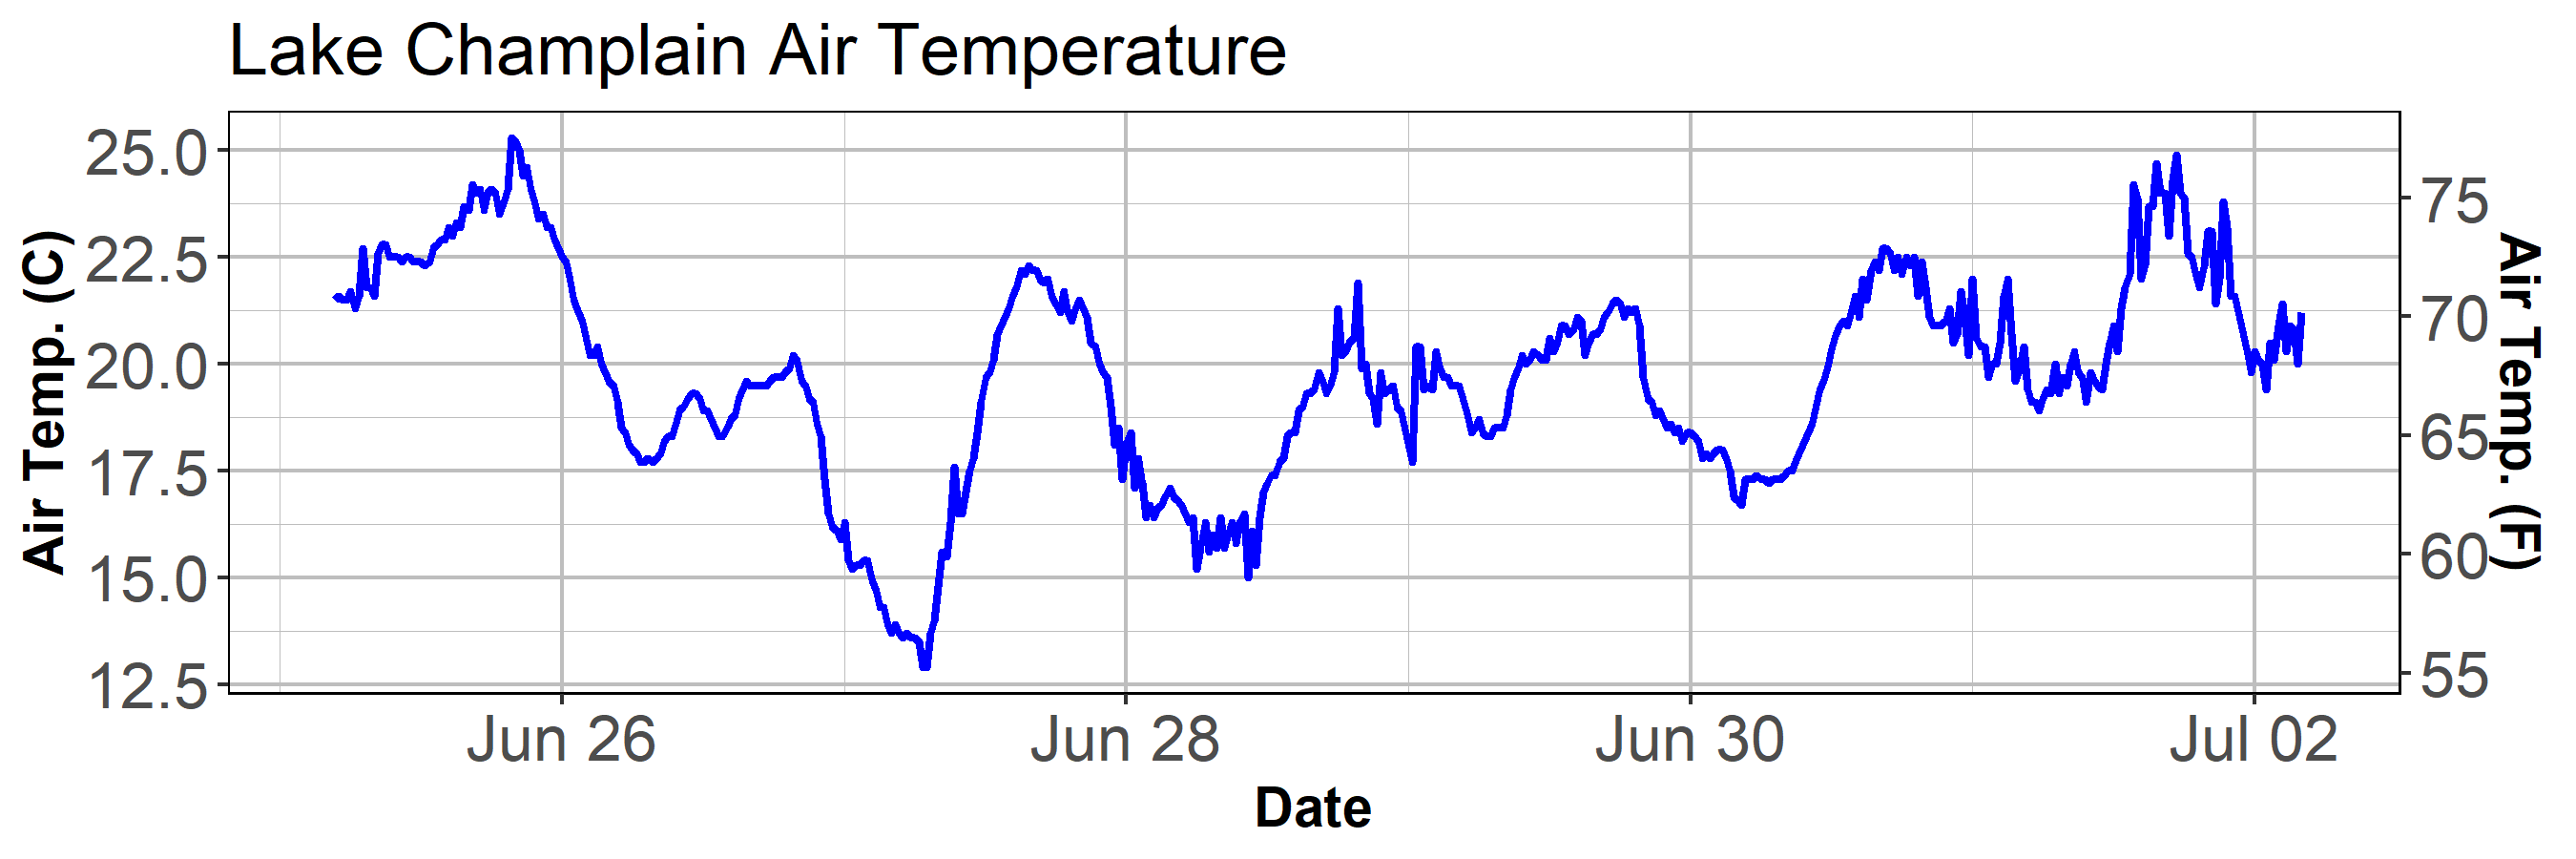 Lake Champlain Air Temperature
Air Temp. (C)
25.0
22.5
20.0
17.5
15.0
12.5
75
70
65
60
55
Air Temp. (F)
Jun 26 Jun 28 Jun 30 Jul 02
Date